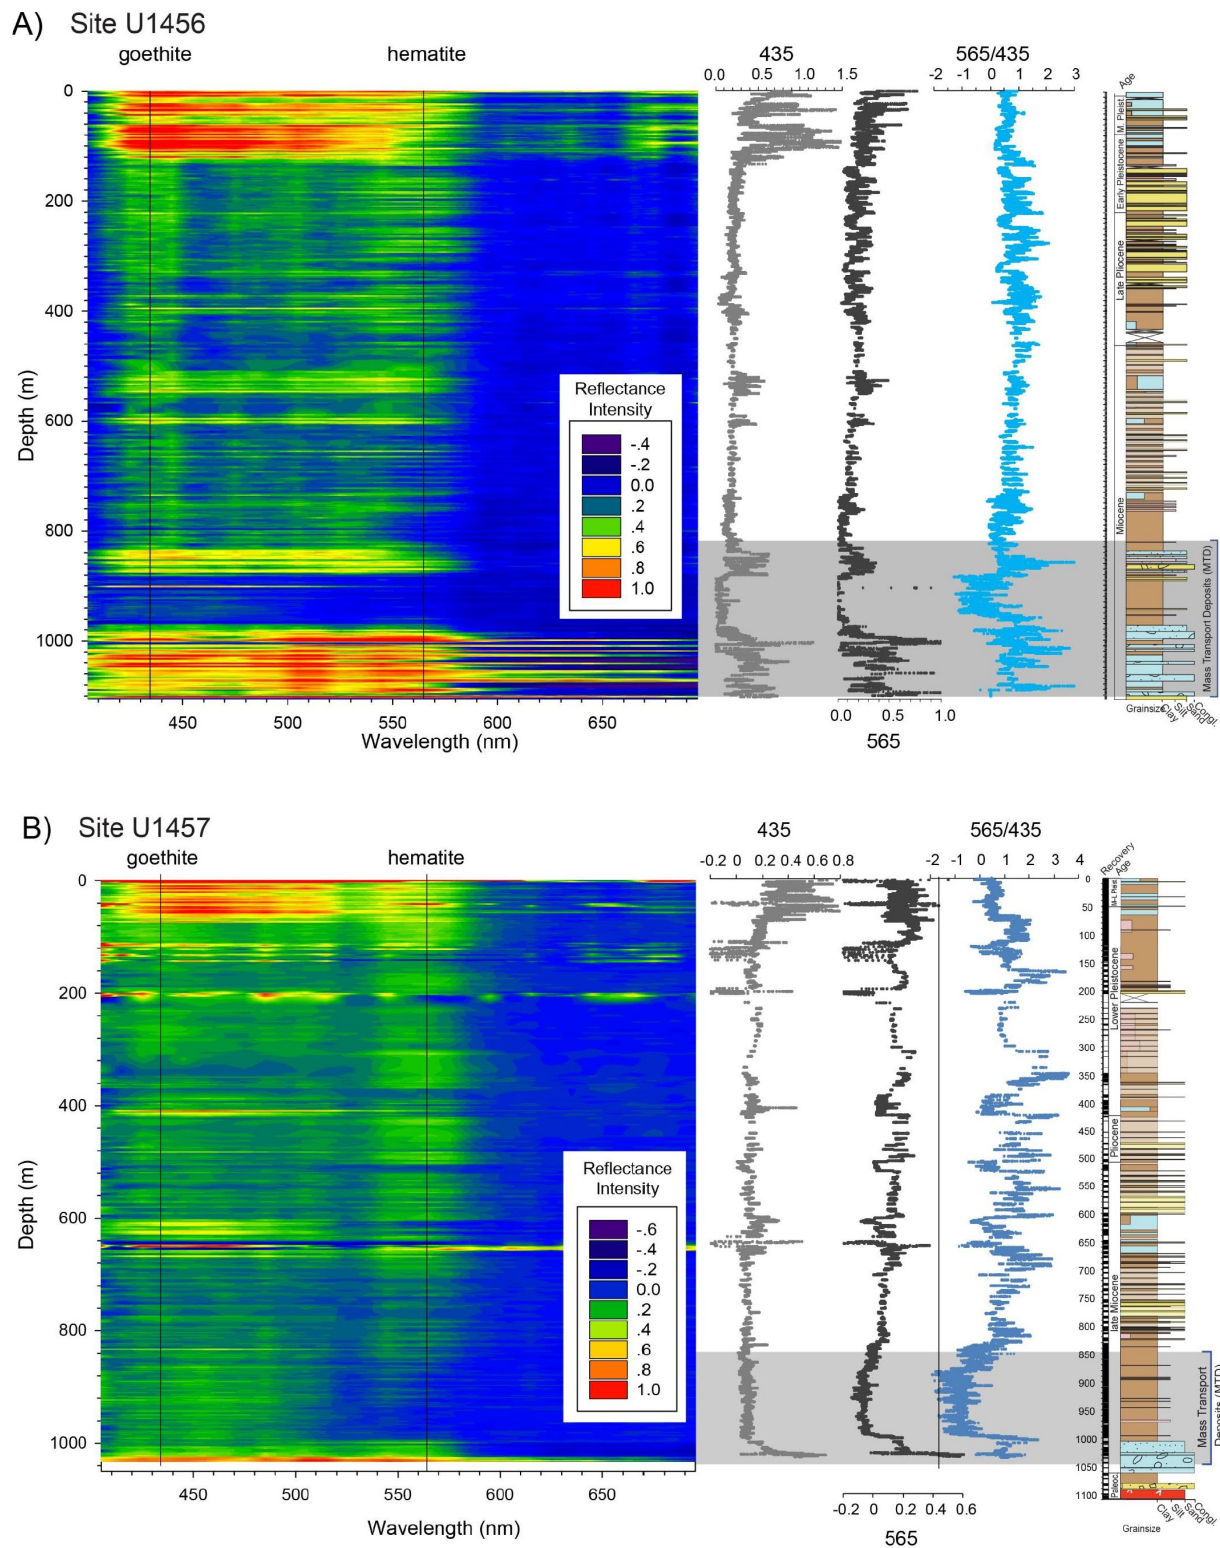 A) Site U1456
goethite hematite 435 565/435
0.0 0.5 1.0 1.5 -2 -1 0 1 2 3
Age
0
200
400
600
800
1000
Depth (m)
450 500 550 600 650
Wavelength (nm)
Reflectance
Intensity
-.4
-.2
0.0
.2
.4
.6
.8
1.0
0.0 0.5 1.0
565
M. Pleist.
Early Pleistocene
Late Pliocene
Miocene
Mass Transport Deposits (MTD)
Grainsize
Clay
Silt
Sand
Congl.
B) Site U1457
goethite hematite 435 565/435
-0.2 0 0.2 0.4 0.6 0.8 -2 -1 0 1 2 3 4
Recovery
Age
0
200
400
600
800
1000
Depth (m)
450 500 550 600 650
Wavelength (nm)
Reflectance
Intensity
-.6
-.4
-.2
0.0
.2
.4
.6
.8
1.0
-0.2 0 0.2 0.4 0.6
565
0
50
100
150
200
250
300
350
400
450
500
550
600
650
700
750
800
850
900
950
1000
1050
1100
M-L Pleist.
Lower Pleistocene
Pliocene
late Miocene
Paleoc.
Mass Transport
Deposits (MTD)
Clay
Silt
Sand
Congl.
Grainsize